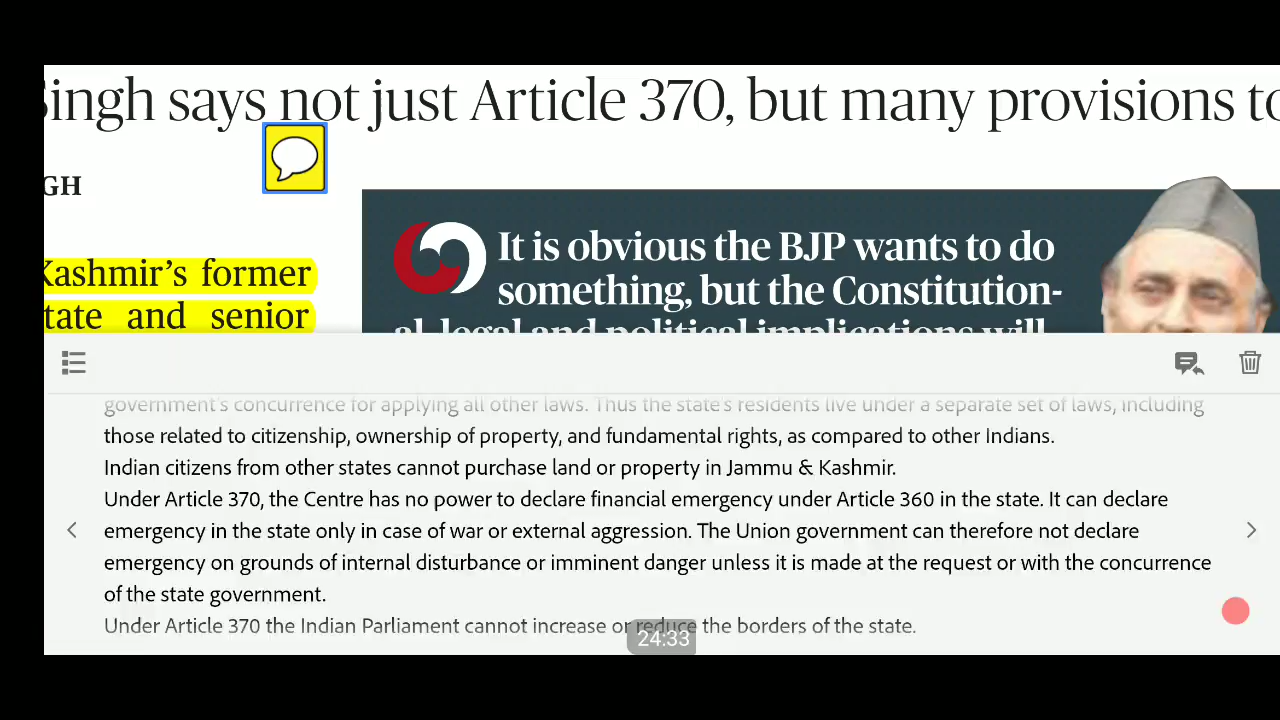 Singh says not just Article 370, but many provisions to
GH
Kashmir's former
tate and senior
It is obvious the BJP wants to do
something, but the Constitution-
al, legal and political implications will
government's concurrence for applying all other laws. Thus the state's residents live under a separate set of laws, including
those related to citizenship, ownership of property, and fundamental rights, as compared to other Indians.
Indian citizens from other states cannot purchase land or property in Jammu & Kashmir.
Under Article 370, the Centre has no power to declare financial emergency under Article 360 in the state. It can declare
emergency in the state only in case of war or external aggression. The Union government can therefore not declare
emergency on grounds of internal disturbance or imminent danger unless it is made at the request or with the concurrence
of the state government.
Under Article 370 the Indian Parliament cannot increase or reduce the borders of the state.
24:33